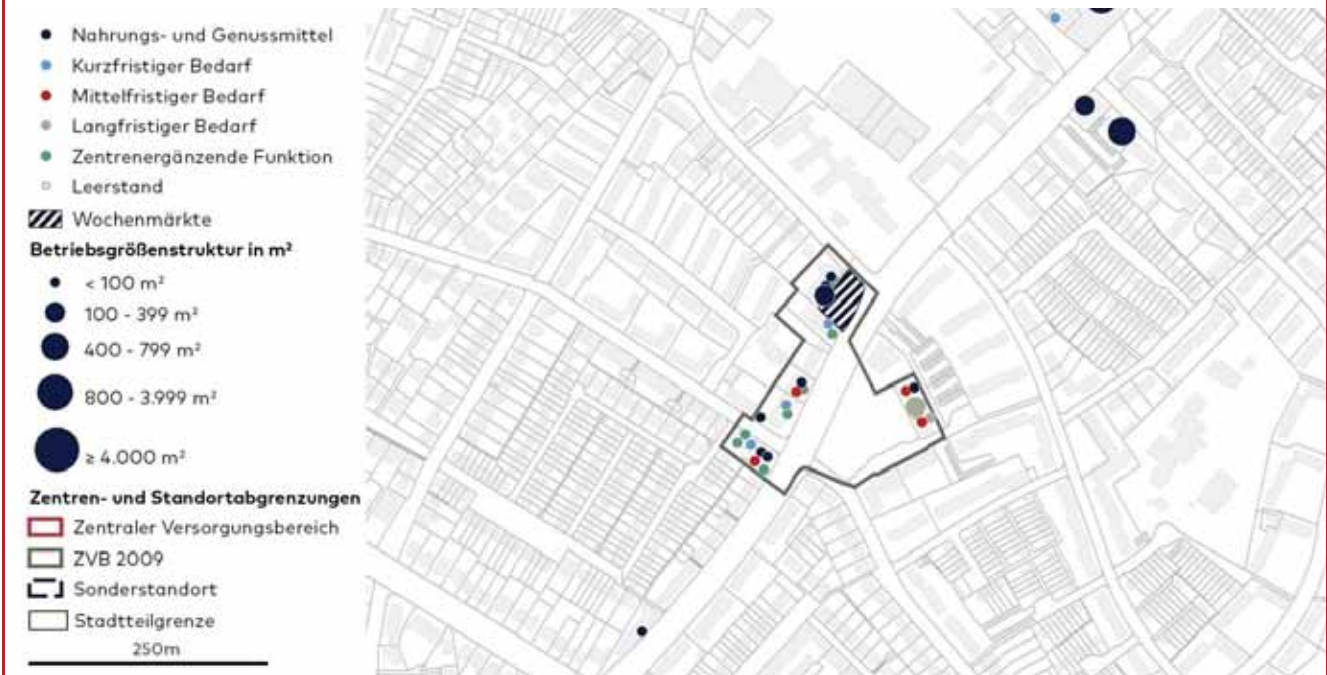 Nahrungs- und Genussmittel
Kurzfristiger Bedarf
Mittelfristiger Bedarf
Langfristiger Bedarf
Zentrenergänzende Funktion
Leerstand
Wochenmärkte
Betriebsgrößenstruktur in m²
< 100 m²
100 - 399 m²
400 - 799 m²
800 - 3.999 m²
≥ 4.000 m²
Zentren- und Standortabgrenzungen
Zentraler Versorgungsbereich
ZVB 2009
Sonderstandort
Stadtteilgrenze
250m